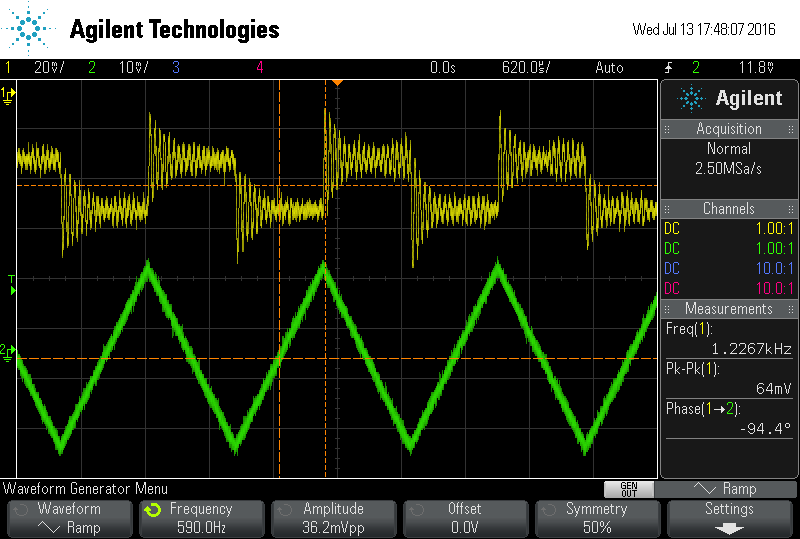 Agilent Technologies
Wed Jul 13 17:48:07 2016
1 20mV/ 2 10mV/ 3 4 0.0s 620.0us/ Auto 2 11.8mV
1
T
2
Agilent
Acquisition
Normal
2.50MSa/s
Channels
DC 1.00:1
DC 1.00:1
DC 10.0:1
DC 10.0:1
Measurements
Freq(1):
1.2267kHz
Pk-Pk(1):
64mV
Phase(1→2):
-94.4°
Waveform Generator Menu
GEN OUT
Ramp
Waveform
Ramp
Frequency
590.0Hz
Amplitude
36.2mVpp
Offset
0.0V
Symmetry
50%
Settings